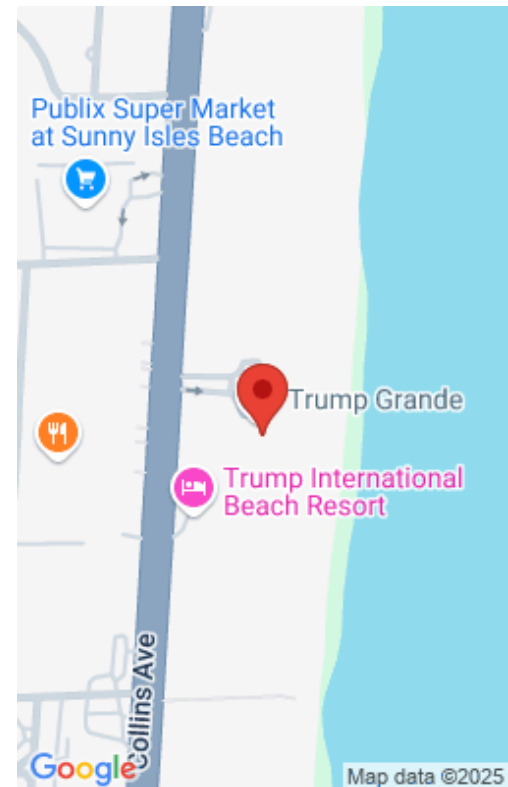 Publix Super Market
at Sunny Isles Beach
Trump Grande
Trump International
Beach Resort
Collins Ave
Google
Map data ©2025